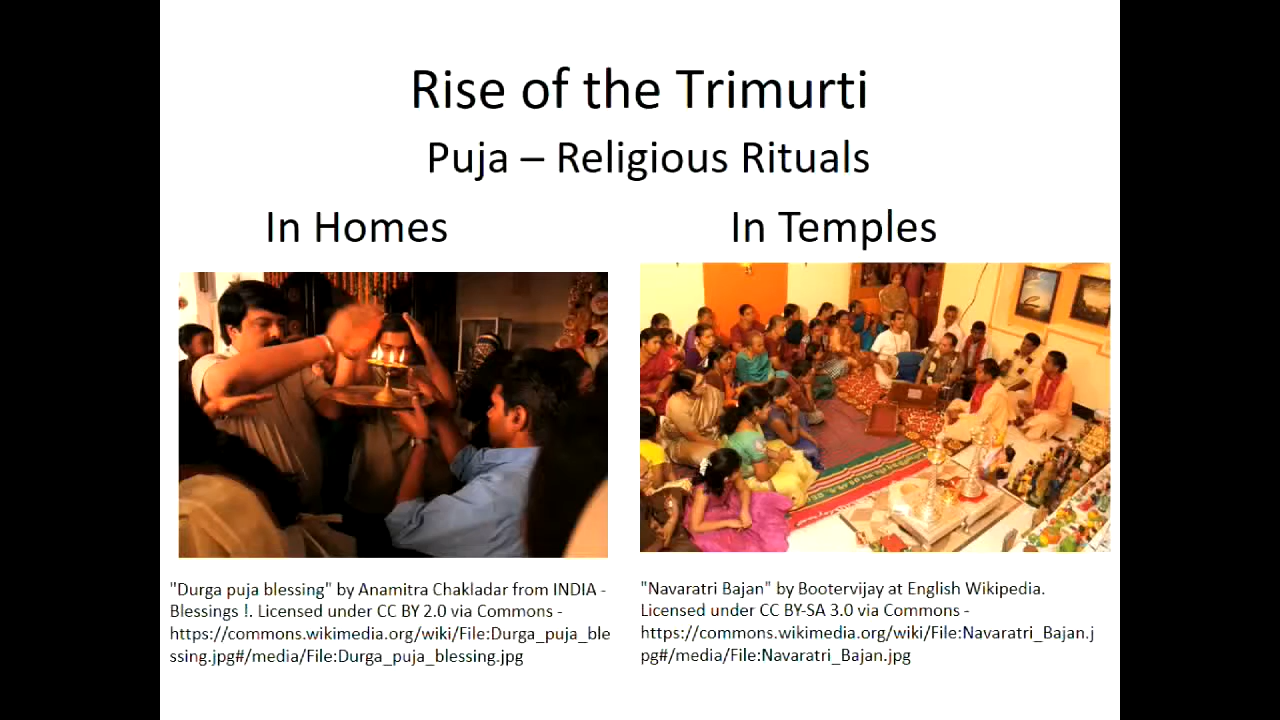 Rise of the Trimurti
Puja – Religious Rituals
In Homes
In Temples
"Durga puja blessing" by Anamitra Chakladar from INDIA -
Blessings !. Licensed under CC BY 2.0 via Commons -
https://commons.wikimedia.org/wiki/File:Durga_puja_ble
ssing.jpg#/media/File:Durga_puja_blessing.jpg
"Navaratri Bajan" by Bootervijay at English Wikipedia.
Licensed under CC BY-SA 3.0 via Commons -
https://commons.wikimedia.org/wiki/File:Navaratri_Bajan.j
pg#/media/File:Navaratri_Bajan.jpg